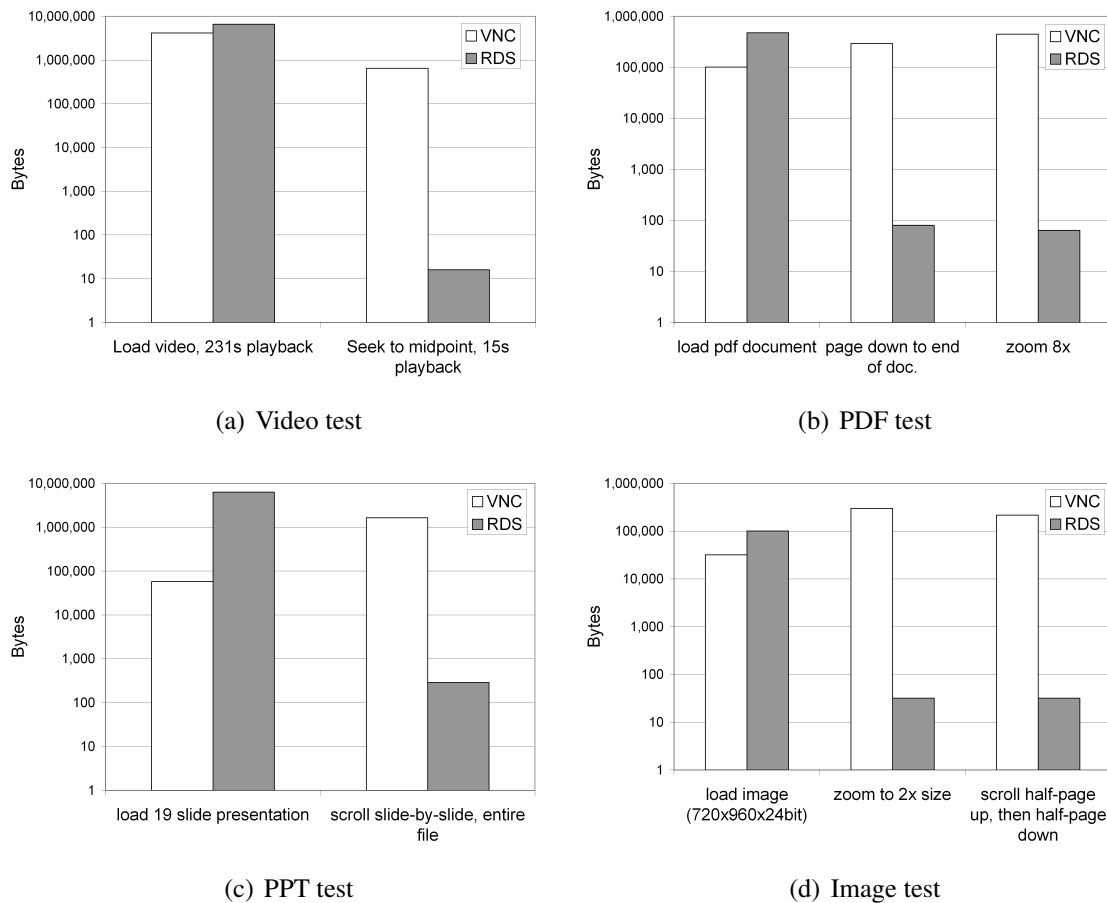 10,000,000
1,000,000
100,000
10,000
1,000
100
10
1
Bytes
VNC
RDS
Load video, 231s playback
Seek to midpoint, 15s
playback
(a) Video test
1,000,000
100,000
10,000
1,000
100
10
1
Bytes
VNC
RDS
load pdf document
page down to end
of doc.
zoom 8x
(b) PDF test
10,000,000
1,000,000
100,000
10,000
1,000
100
10
1
Bytes
VNC
RDS
load 19 slide presentation
scroll slide-by-slide, entire
file
(c) PPT test
1,000,000
100,000
10,000
1,000
100
10
1
Bytes
VNC
RDS
load image
(720x960x24bit)
zoom to 2x size
scroll half-page
up, then half-page
down
(d) Image test